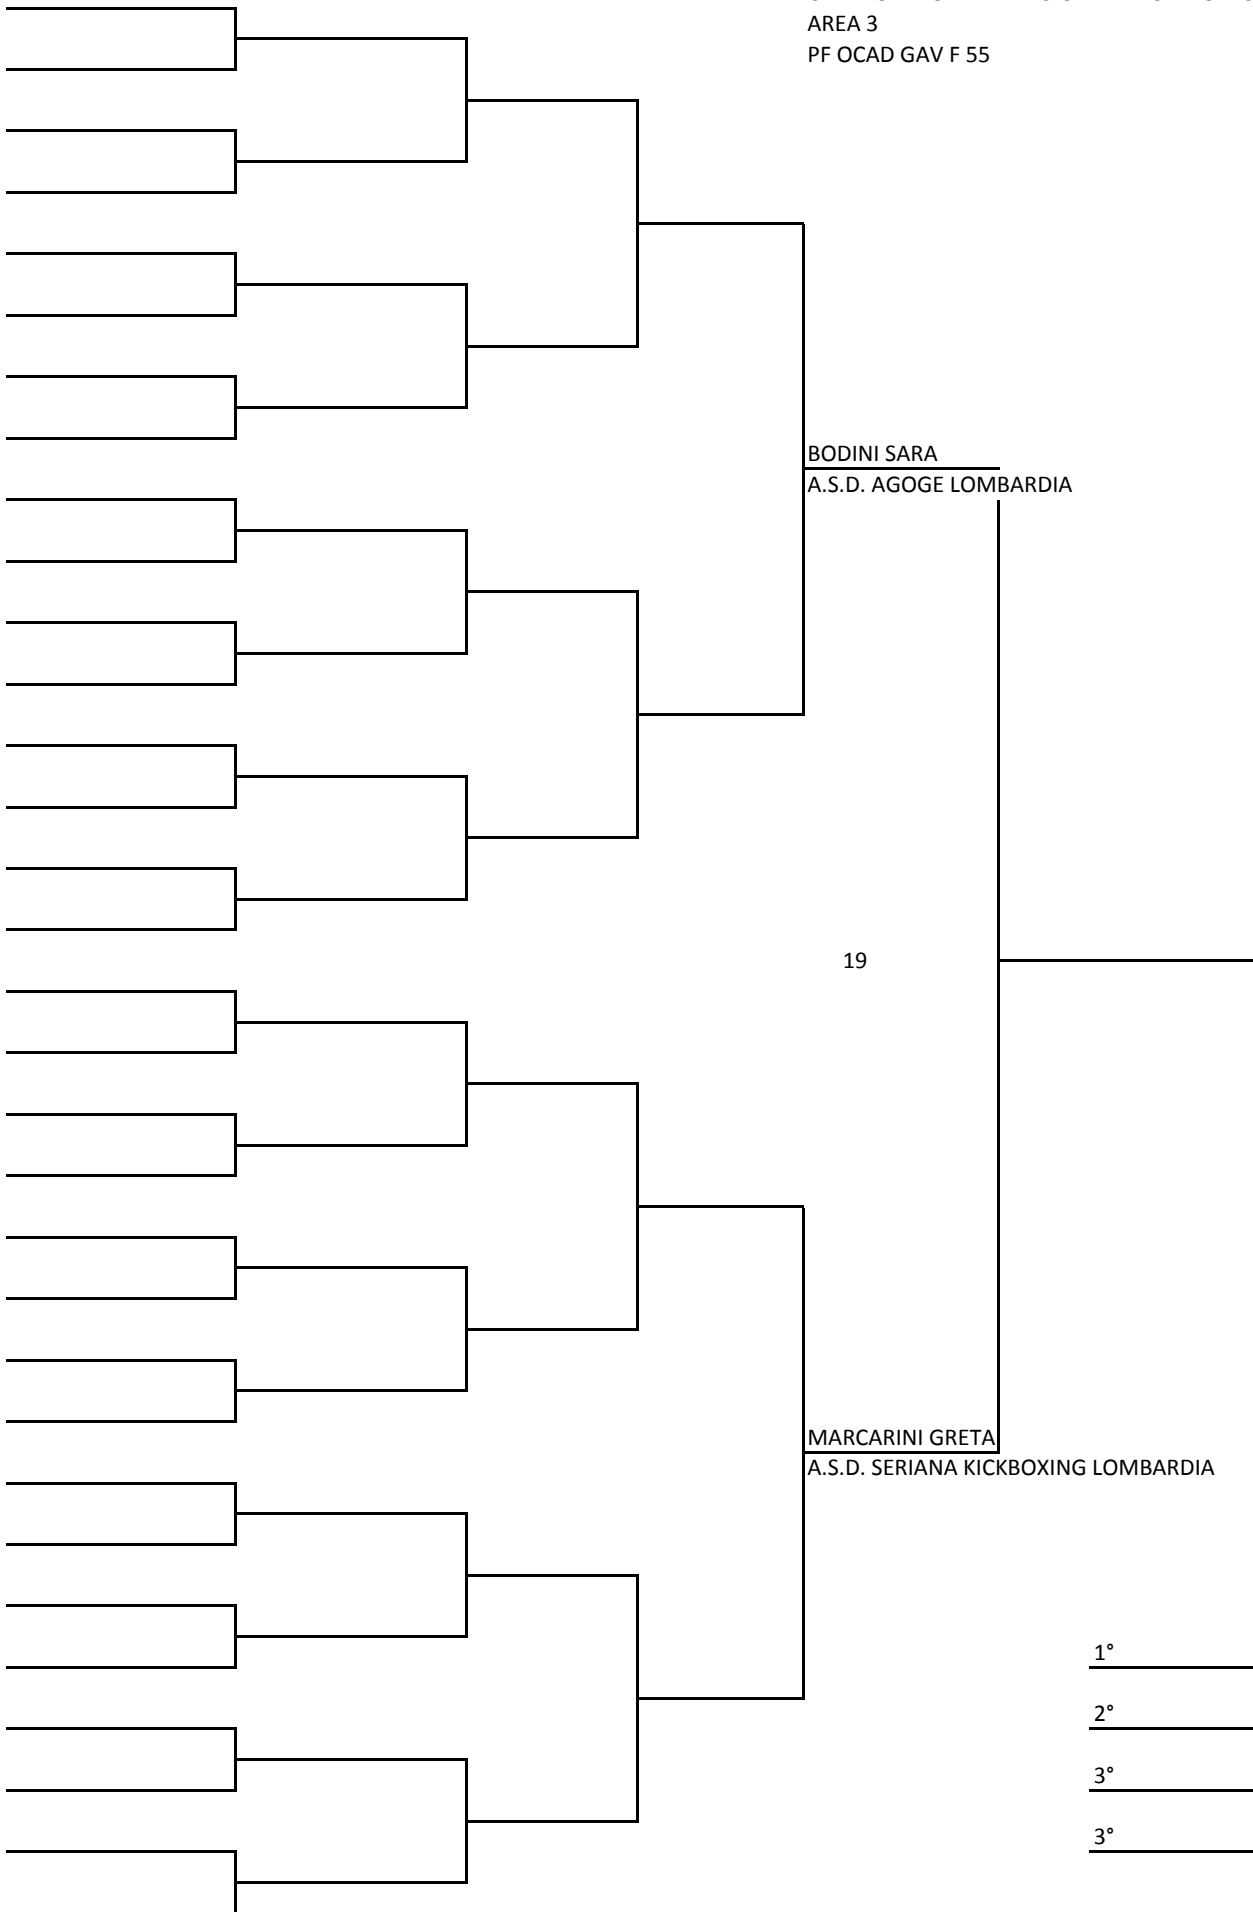 AREA 3
PF OCAD GAV F 55
BODINI SARA
A.S.D. AGOGE LOMBARDIA
19
MARCARINI GRETA
A.S.D. SERIANA KICKBOXING LOMBARDIA
1°
2°
3°
3°